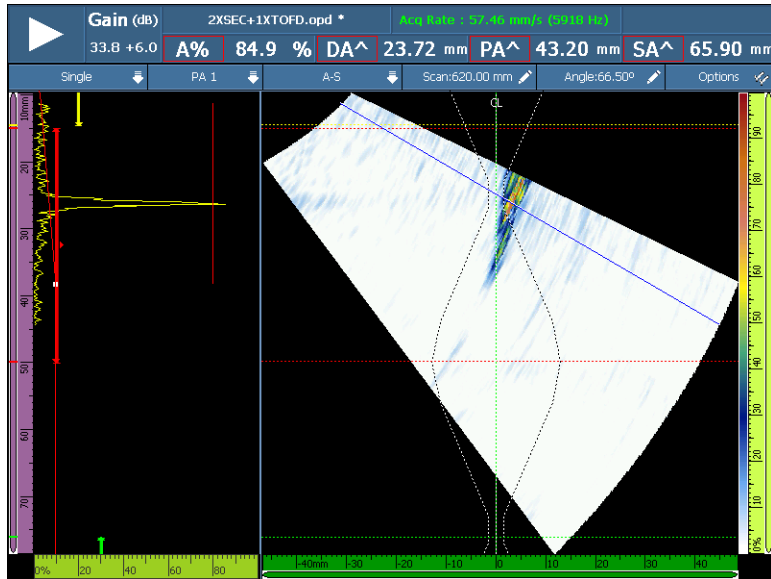 Gain (dB) 2XSEC+1XTOFD.opd * Acq Rate : 57.46 mm/s (5918 Hz)
33.8 +6.0 A% 84.9 % DA^ 23.72 mm PA^ 43.20 mm SA^ 65.90 mm
Single PA 1 A-S Scan:620.00 mm Angle:66.50º Options
CL
10mm 20 30 40 50 60 70
0% 20 40 60 80
-40mm -30 -20 -10 0 10 20 30 40
90 80 70 60 50 40 30 20 10 0%